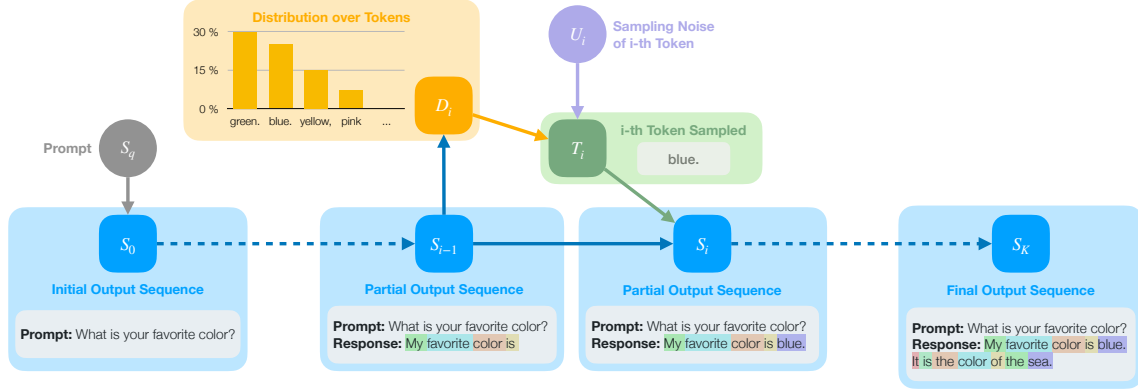 Distribution over Tokens
30 %
15 %
0 %
green. blue. yellow, pink ...
D_i
U_i
Sampling Noise
of i-th Token
i-th Token Sampled
T_i
blue.
Prompt
S_q
S_0
Initial Output Sequence
Prompt: What is your favorite color?
S_{i−1}
Partial Output Sequence
Prompt: What is your favorite color?
Response: My favorite color is
S_i
Partial Output Sequence
Prompt: What is your favorite color?
Response: My favorite color is blue.
S_K
Final Output Sequence
Prompt: What is your favorite color?
Response: My favorite color is blue.
It is the color of the sea.